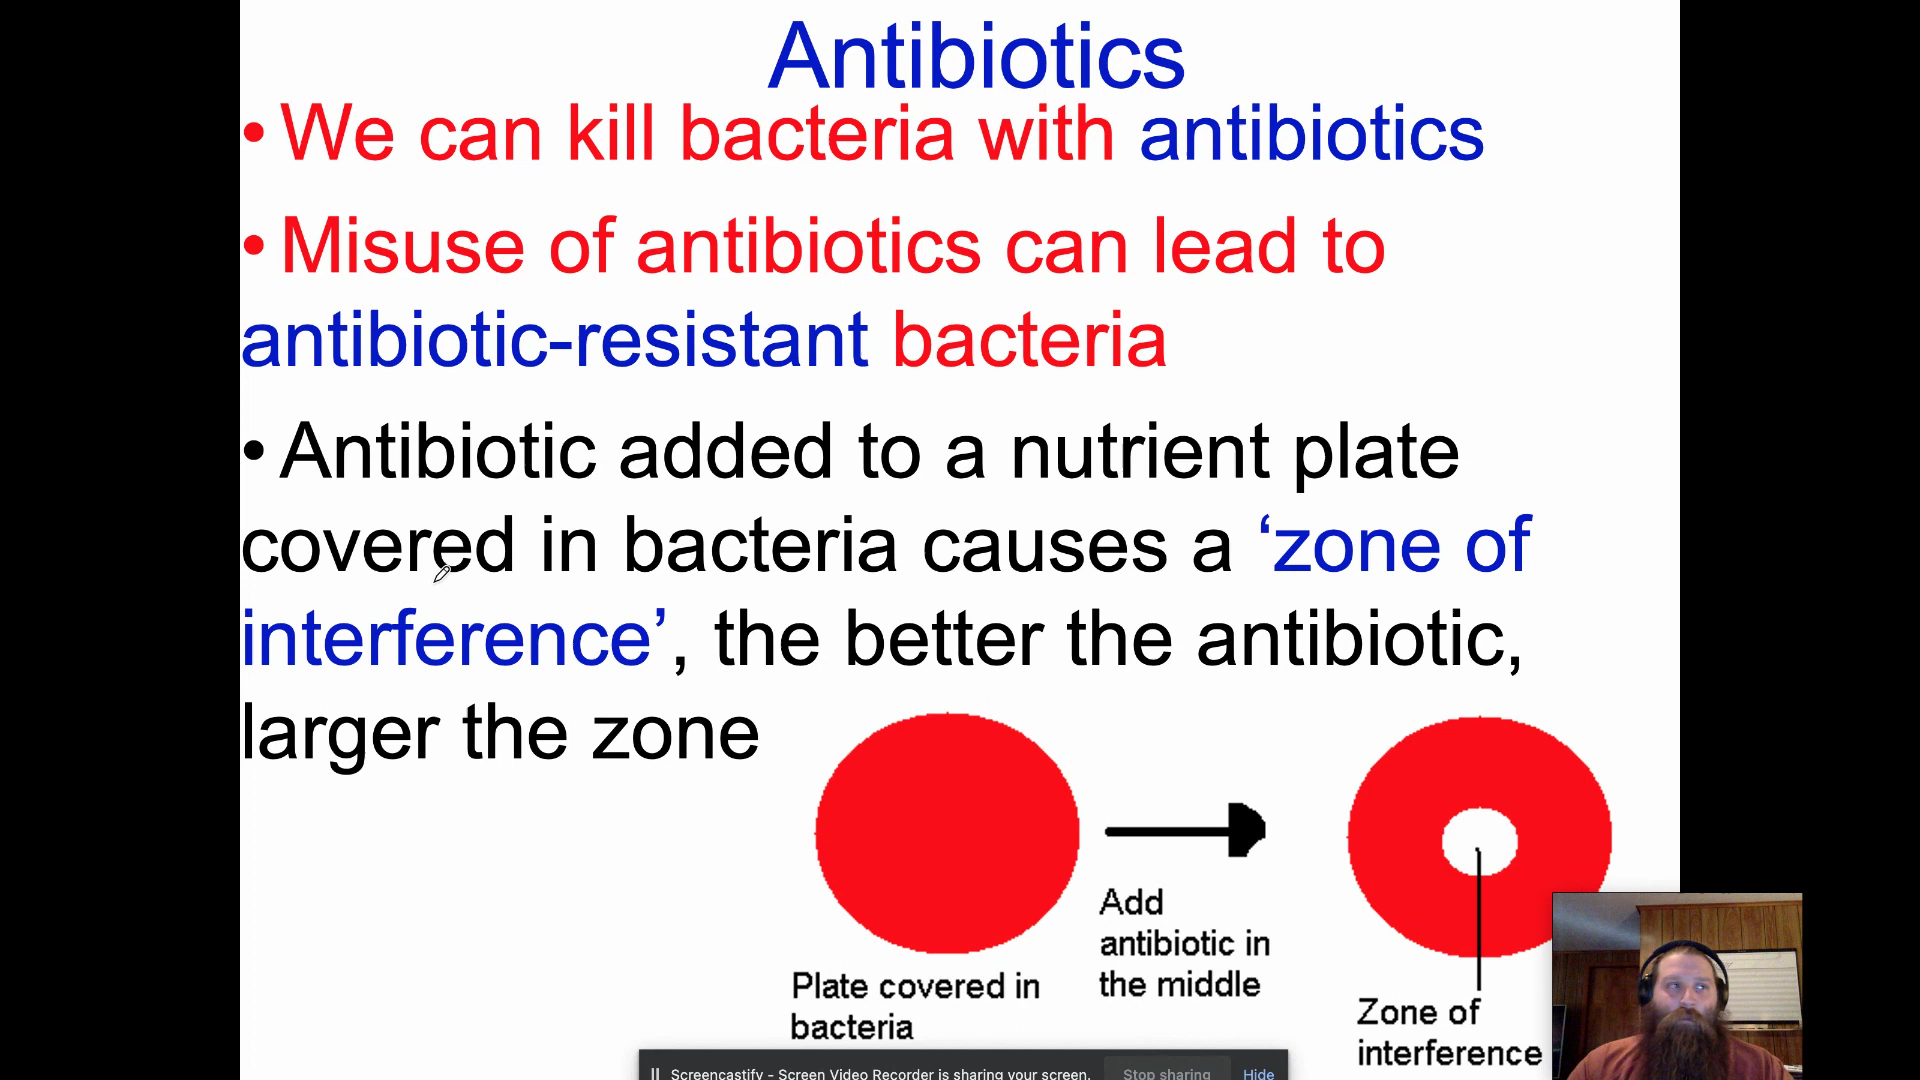 Antibiotics
• We can kill bacteria with antibiotics
• Misuse of antibiotics can lead to
antibiotic-resistant bacteria
• Antibiotic added to a nutrient plate
covered in bacteria causes a ‘zone of
interference’, the better the antibiotic,
larger the zone
Plate covered in
bacteria
Add
antibiotic in
the middle
Zone of
interference
Screencastify - Screen Video Recorder is sharing your screen.
Stop sharing
Hide